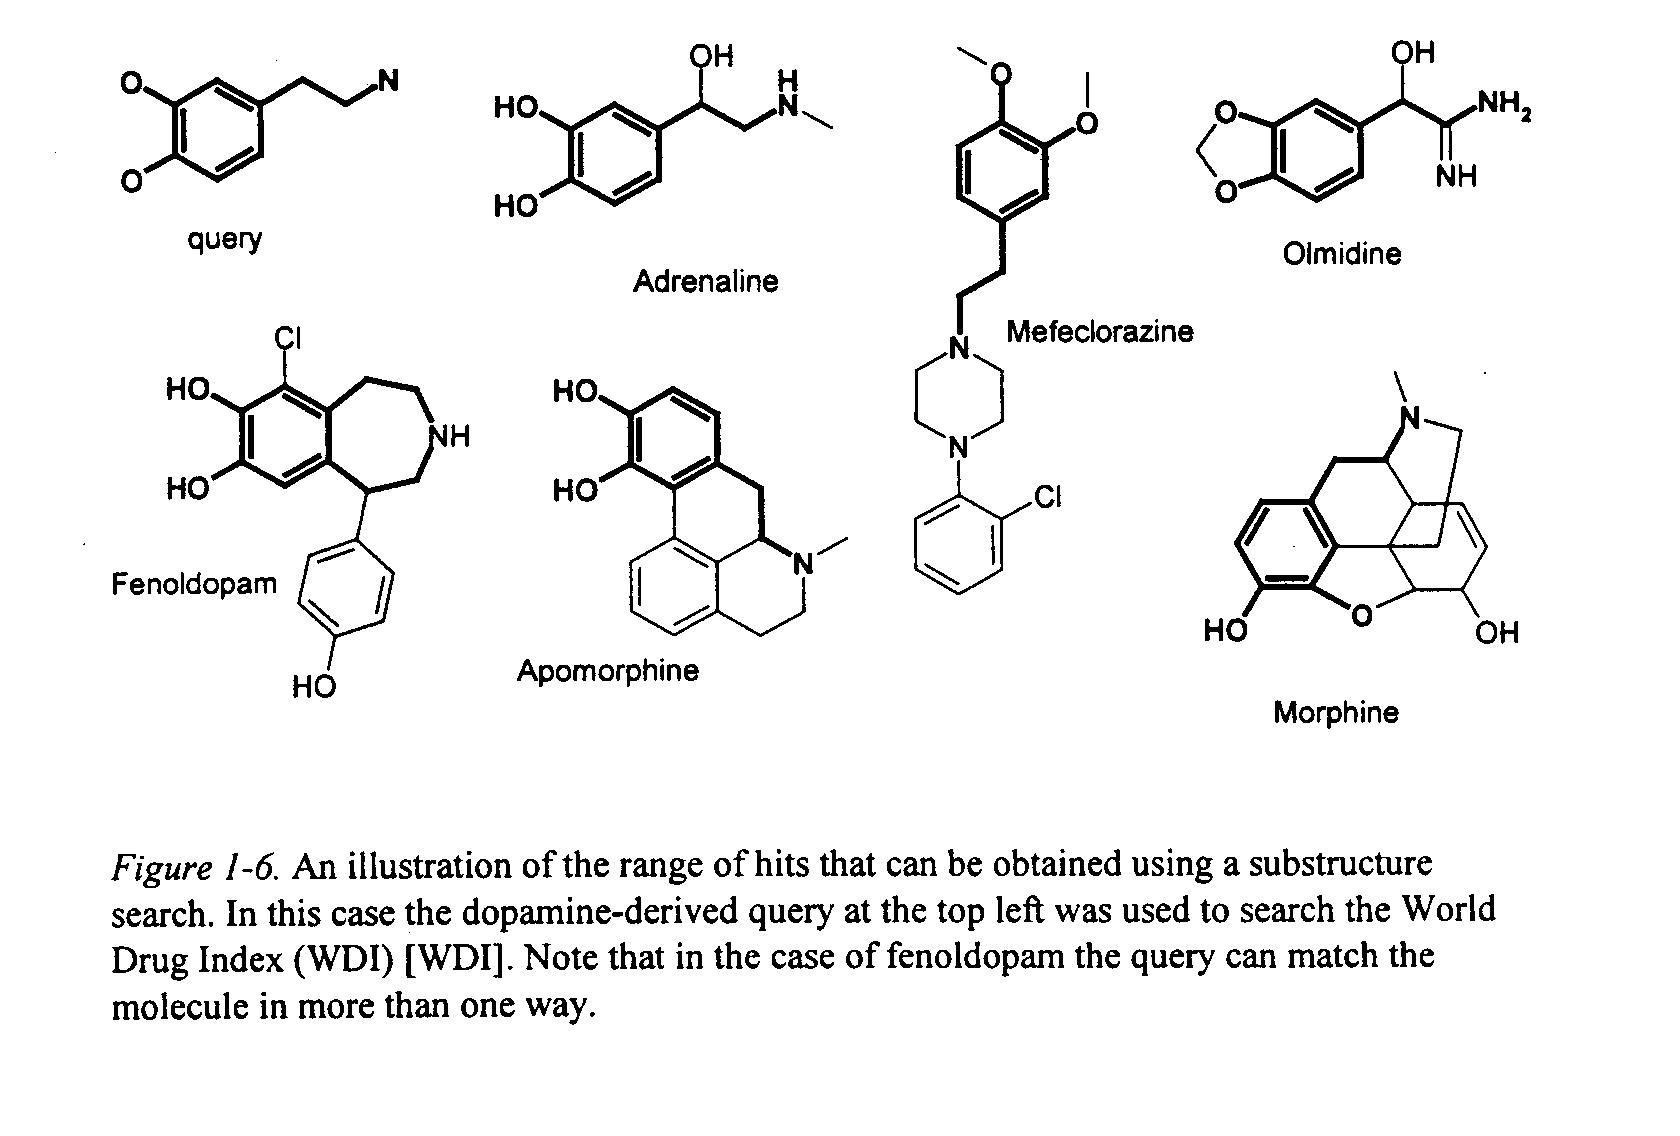 O
N
O
query
OH
HO
H
N
HO
Adrenaline
O
O
N
Mefeclorazine
N
Cl
OH
O
NH2
O
NH
Olmidine
Cl
HO
NH
HO
Fenoldopam
HO
HO
HO
N
Apomorphine
N
HO
O
OH
Morphine
Figure 1-6. An illustration of the range of hits that can be obtained using a substructure
search. In this case the dopamine-derived query at the top left was used to search the World
Drug Index (WDI) [WDI]. Note that in the case of fenoldopam the query can match the
molecule in more than one way.